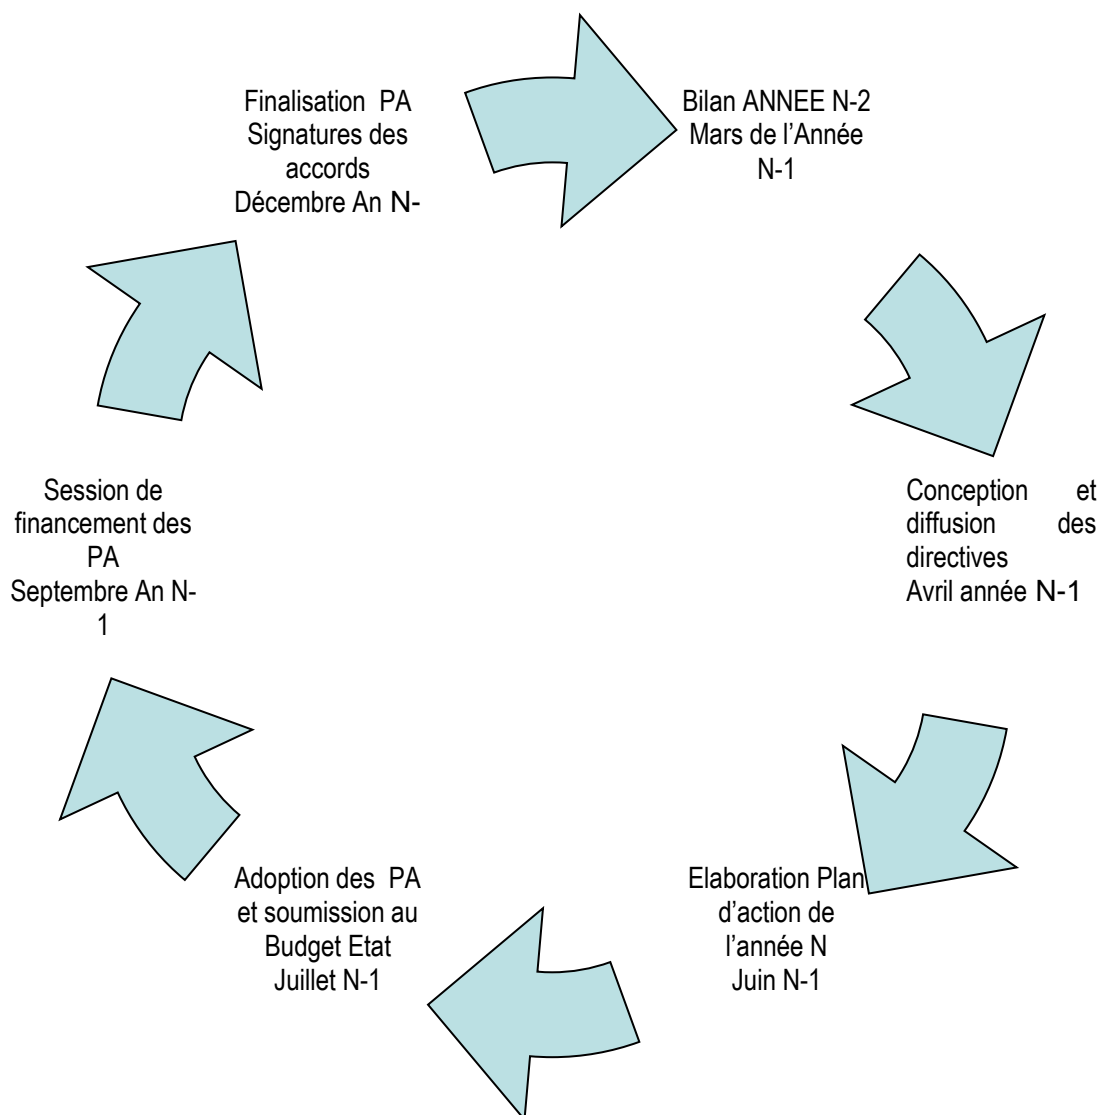 Finalisation PA
Signatures des
accords
Décembre An N-
Bilan ANNEE N-2
Mars de l’Année
N-1
Conception et
diffusion des
directives
Avril année N-1
Elaboration Plan
d’action de
l’année N
Juin N-1
Adoption des PA
et soumission au
Budget Etat
Juillet N-1
Session de
financement des
PA
Septembre An N-
1